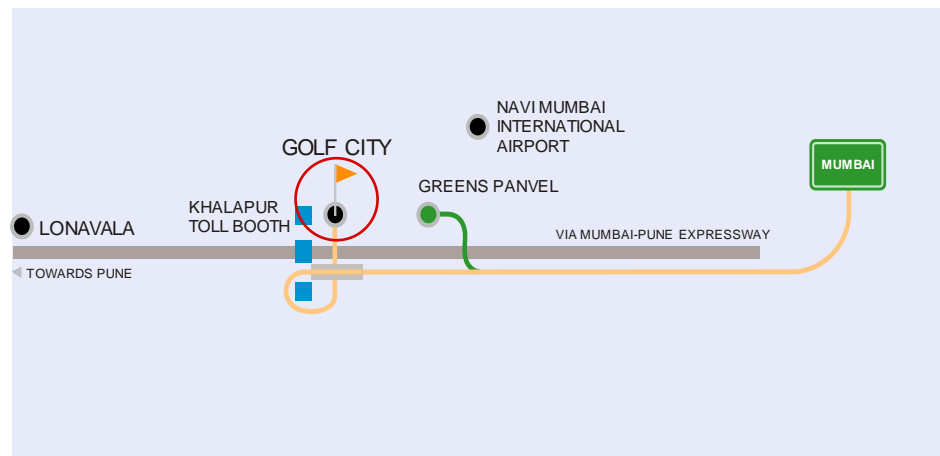 NAVI MUMBAI
INTERNATIONAL
AIRPORT
GOLF CITY
MUMBAI
GREENS PANVEL
KHALAPUR
TOLL BOOTH
LONAVALA
VIA MUMBAI-PUNE EXPRESSWAY
TOWARDS PUNE